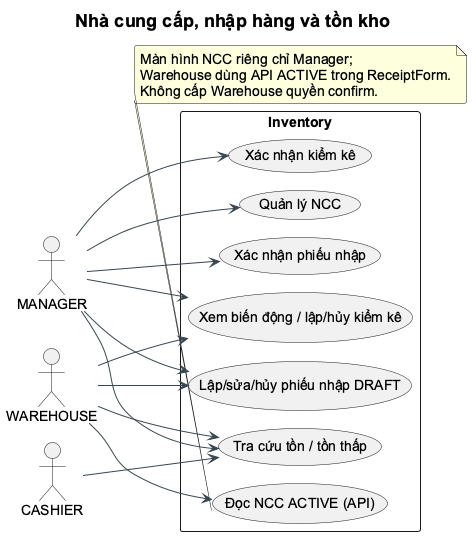 Nhà cung cấp, nhập hàng và tồn kho
Màn hình NCC riêng chỉ Manager;
Warehouse dùng API ACTIVE trong ReceiptForm.
Không cấp Warehouse quyền confirm.
Inventory
Xác nhận kiểm kê
Quản lý NCC
Xác nhận phiếu nhập
MANAGER
Xem biến động / lập/hủy kiểm kê
Lập/sửa/hủy phiếu nhập DRAFT
WAREHOUSE
Tra cứu tồn / tồn thấp
CASHIER
Đọc NCC ACTIVE (API)